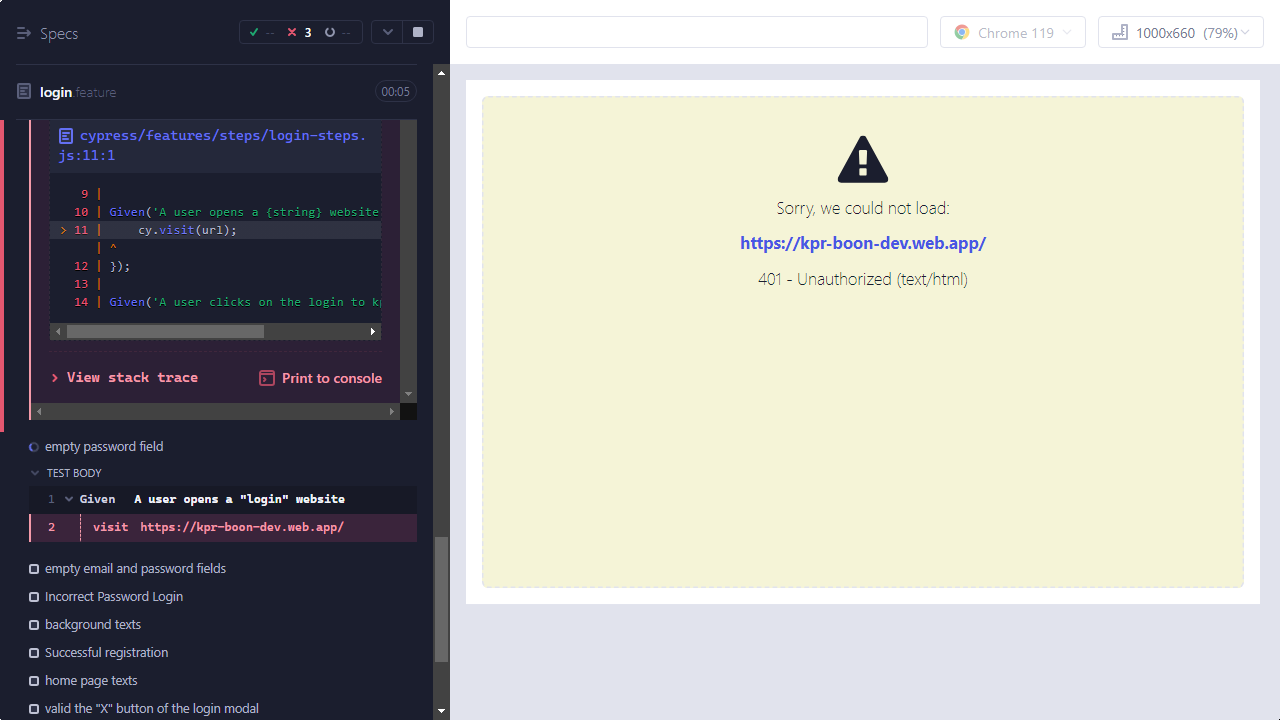 Specs
-- 3 --
Chrome 119
1000x660 (79%)
login.feature
00:05
cypress/features/steps/login-steps.
js:11:1
9 |
10 | Given('A user opens a {string} website
> 11 | cy.visit(url);
| ^
12 | });
13 |
14 | Given('A user clicks on the login to kp
View stack trace
Print to console
empty password field
TEST BODY
1 Given A user opens a "login" website
2 visit https://kpr-boon-dev.web.app/
empty email and password fields
Incorrect Password Login
background texts
Successful registration
home page texts
valid the "X" button of the login modal
Sorry, we could not load:
https://kpr-boon-dev.web.app/
401 - Unauthorized (text/html)